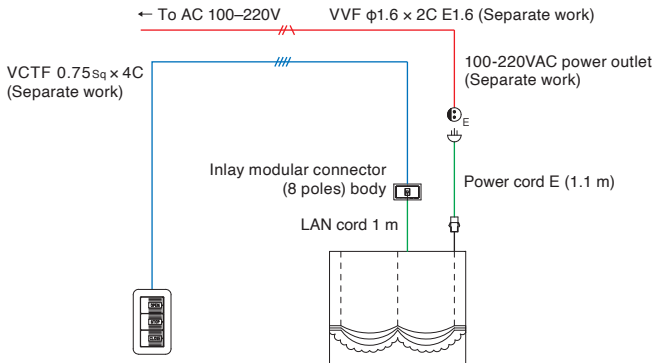 ← To AC 100–220V
VVF φ1.6 × 2C E1.6 (Separate work)
VCTF 0.75Sq × 4C
(Separate work)
100-220VAC power outlet
(Separate work)
E
Inlay modular connector
(8 poles) body
Power cord E (1.1 m)
LAN cord 1 m